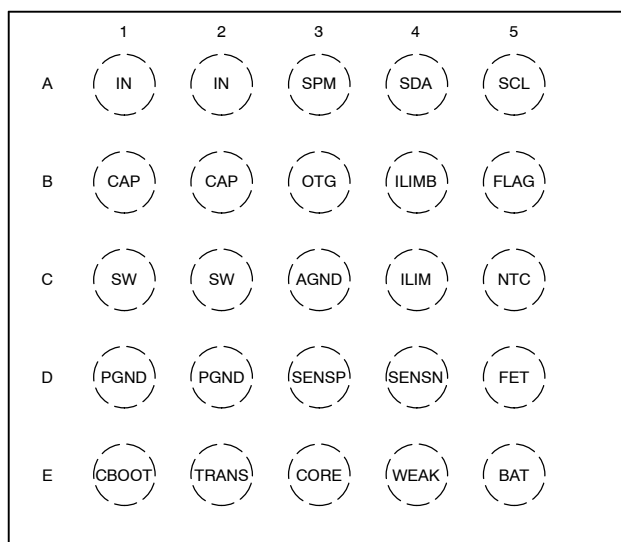 1 2 3 4 5
A IN IN SPM SDA SCL
B CAP CAP OTG ILIMB FLAG
C SW SW AGND ILIM NTC
D PGND PGND SENSP SENSN FET
E CBOOT TRANS CORE WEAK BAT